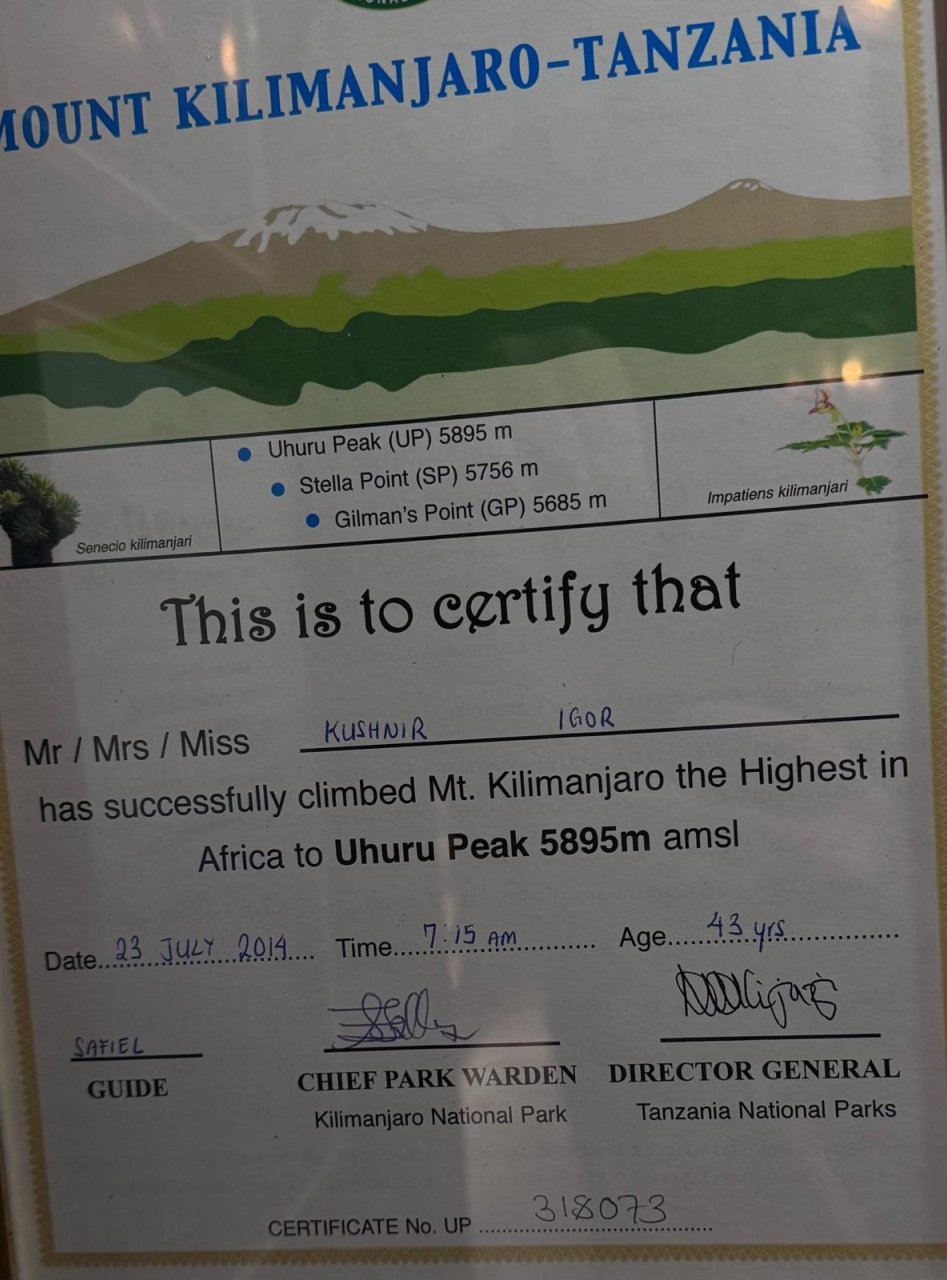 ONAL
MOUNT KILIMANJARO-TANZANIA
Uhuru Peak (UP) 5895 m
Stella Point (SP) 5756 m
Gilman's Point (GP) 5685 m
Senecio kilimanjari
Impatiens kilimanjari
This is to certify that
Mr / Mrs / Miss KUSHNIR IGOR
has successfully climbed Mt. Kilimanjaro the Highest in
Africa to Uhuru Peak 5895m amsl
Date 23 JULY 2014 Time 7:15 AM Age 43 yrs
SAFIEL
GUIDE CHIEF PARK WARDEN DIRECTOR GENERAL
Kilimanjaro National Park Tanzania National Parks
CERTIFICATE No. UP 318073